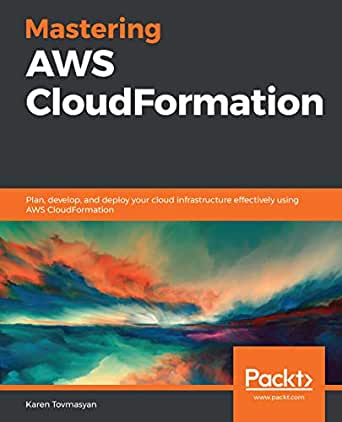 Mastering
AWS
CloudFormation
Plan, develop, and deploy your cloud infrastructure effectively using
AWS CloudFormation
Packt>
www.packt.com
Karen Tovmasyan